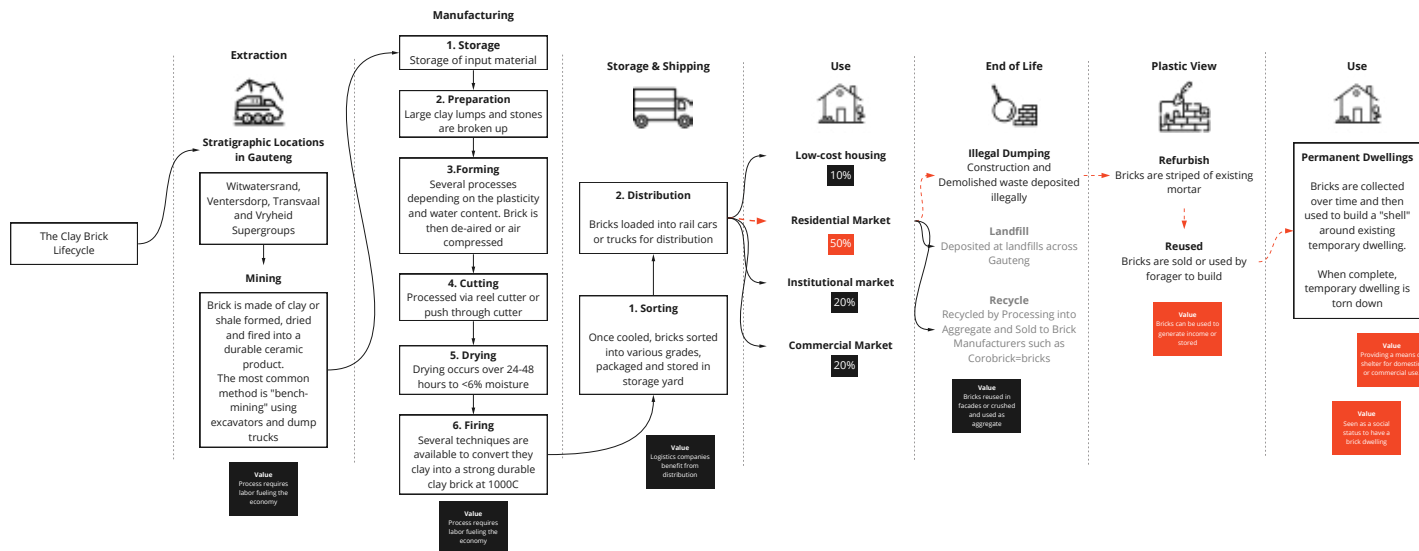 The Clay Brick
Lifecycle
Extraction
Stratigraphic Locations
in Gauteng
Witwatersrand,
Ventersdorp, Transvaal
and Vryheid
Supergroups
Mining
Brick is made of clay or
shale formed, dried
and fired into a
durable ceramic
product.
The most common
method is "bench-
mining" using
excavators and dump
trucks
Value
Process requires
labor fueling the
economy
Manufacturing
1. Storage
Storage of input material
2. Preparation
Large clay lumps and stones
are broken up
3.Forming
Several processes
depending on the plasticity
and water content. Brick is
then de-aired or air
compressed
4. Cutting
Processed via reel cutter or
push through cutter
5. Drying
Drying occurs over 24-48
hours to <6% moisture
6. Firing
Several techniques are
available to convert they
clay into a strong durable
clay brick at 1000C
Value
Process requires
labor fueling the
economy
Storage & Shipping
2. Distribution
Bricks loaded into rail cars
or trucks for distribution
1. Sorting
Once cooled, bricks sorted
into various grades,
packaged and stored in
storage yard
Value
Logistics companies
benefit from
distribution
Use
Low-cost housing
10%
Residential Market
50%
Institutional market
20%
Commercial Market
20%
End of Life
Illegal Dumping
Construction and
Demolished waste deposited
illegally
Landfill
Deposited at landfills across
Gauteng
Recycle
Recycled by Processing into
Aggregate and Sold to Brick
Manufacturers such as
Corobrick=bricks
Value
Bricks reused in
facades or crushed
and used as
aggregate
Plastic View
Refurbish
Bricks are striped of existing
mortar
Reused
Bricks are sold or used by
forager to build
Value
Bricks can be used to
generate income or
stored
Use
Permanent Dwellings
Bricks are collected
over time and then
used to build a "shell"
around existing
temporary dwelling.
When complete,
temporary dwelling is
torn down
Value
Providing a means
shelter for domestic
or commercial use.
Value
Seen as a social
status to have a
brick dwelling